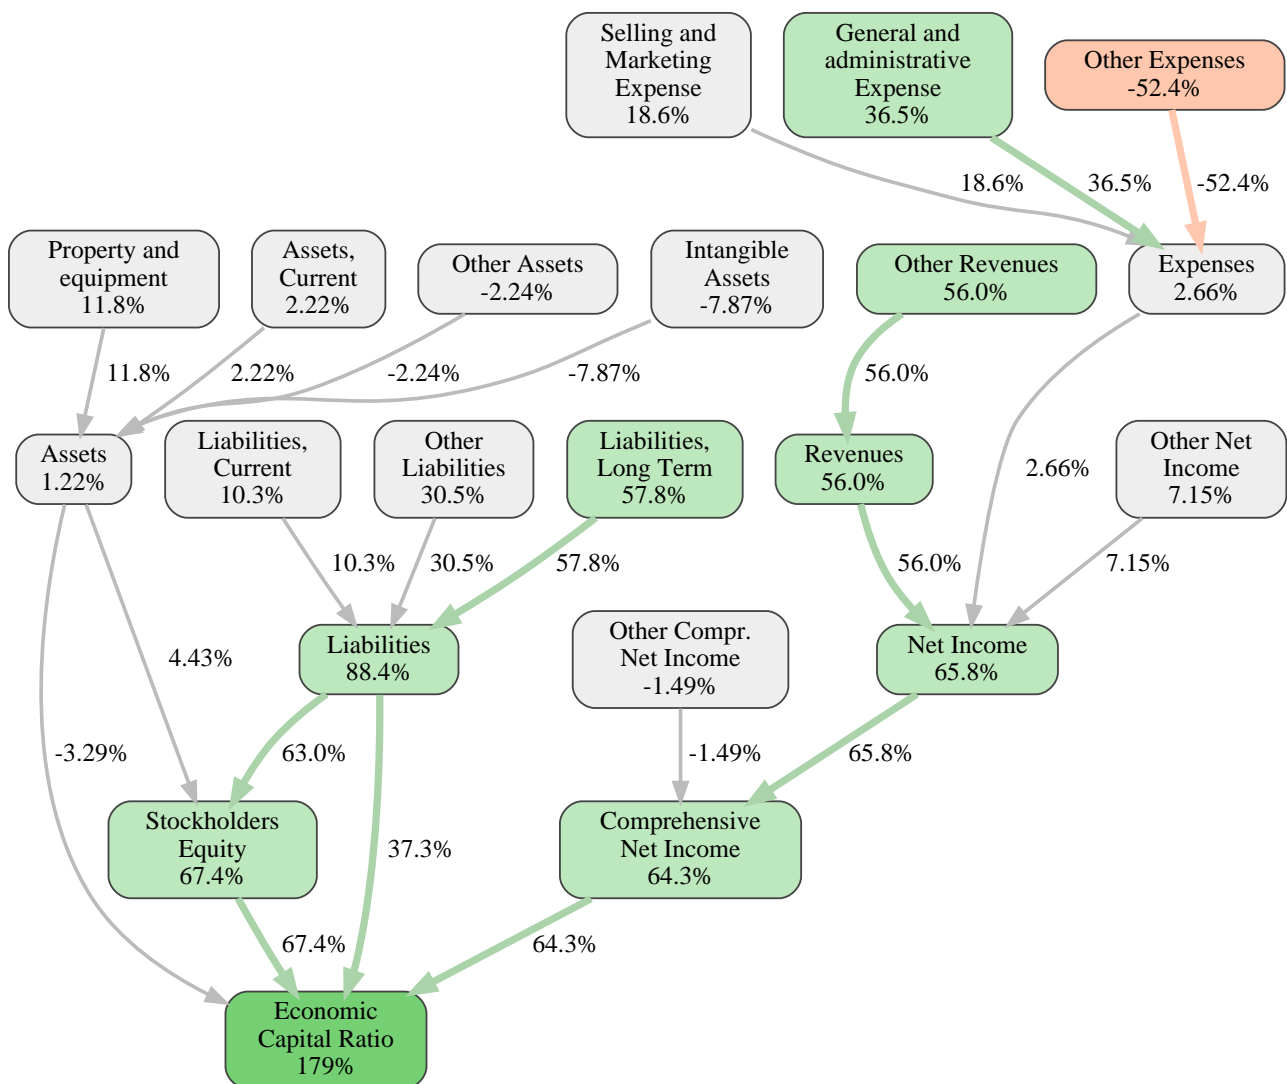 Selling and
Marketing
Expense
18.6%
General and
administrative
Expense
36.5%
Other Expenses
-52.4%
18.6%
36.5%
-52.4%
Property and
equipment
11.8%
Assets,
Current
2.22%
Other Assets
-2.24%
Intangible
Assets
-7.87%
Other Revenues
56.0%
Expenses
2.66%
11.8%
2.22%
-2.24%
-7.87%
56.0%
Assets
1.22%
Liabilities,
Current
10.3%
Other
Liabilities
30.5%
Liabilities,
Long Term
57.8%
Revenues
56.0%
2.66%
Other Net
Income
7.15%
10.3%
30.5%
57.8%
56.0%
7.15%
4.43%
Liabilities
88.4%
Other Compr.
Net Income
-1.49%
Net Income
65.8%
-3.29%
63.0%
-1.49%
65.8%
Stockholders
Equity
67.4%
37.3%
Comprehensive
Net Income
64.3%
67.4%
64.3%
Economic
Capital Ratio
179%